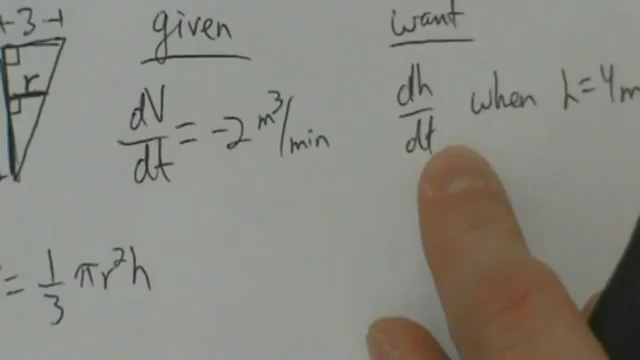 3
r
given
want
dV/dt = -2 m³/min
dh/dt when h=4m
= 1/3 πr²h